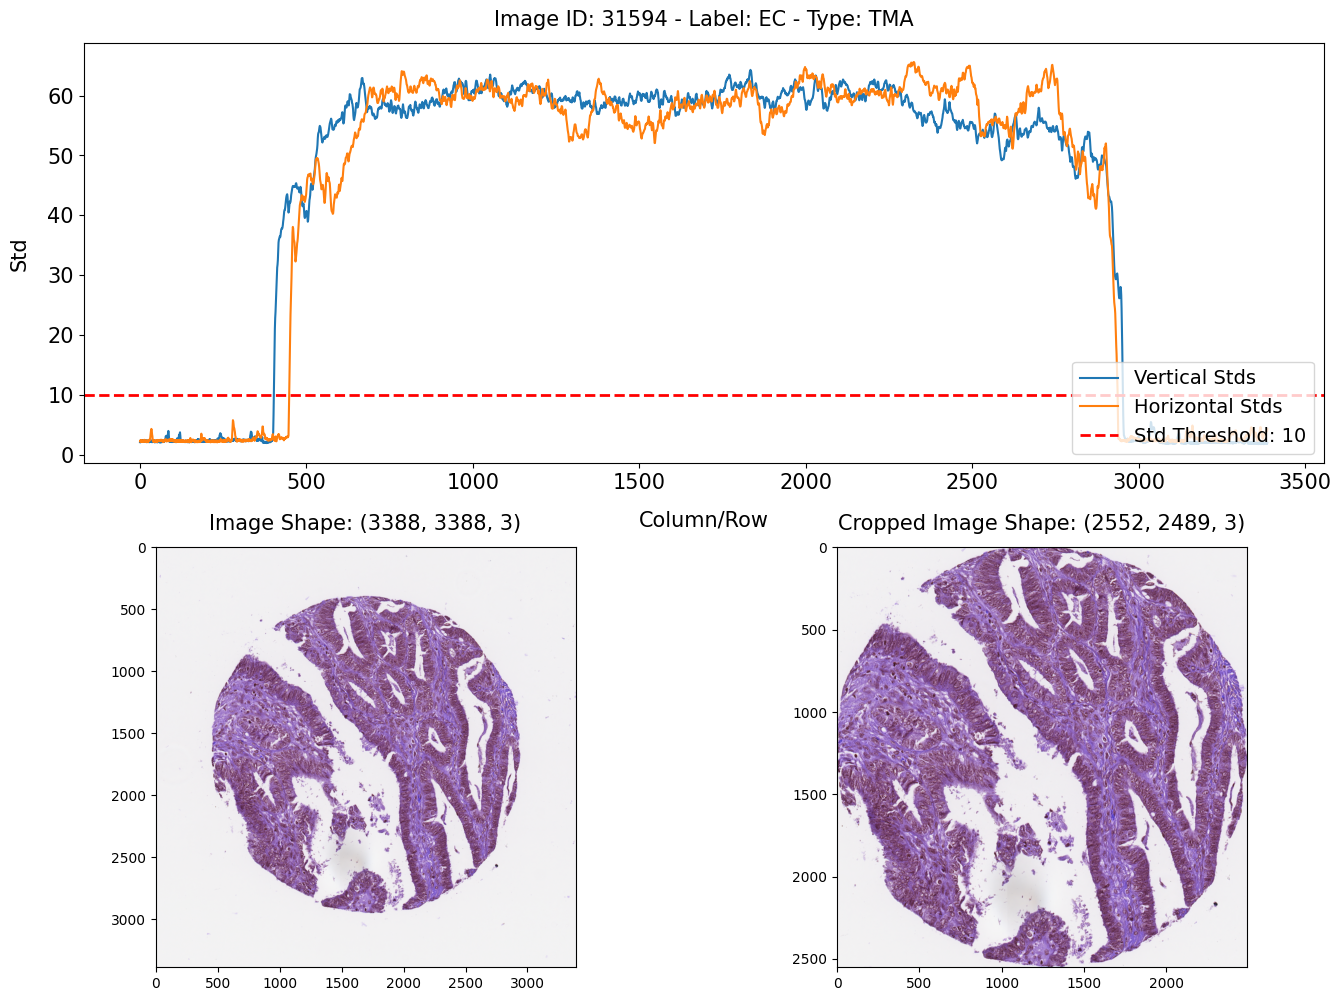 Image ID: 31594 - Label: EC - Type: TMA
60
50
40
30
20
10
0
Std
Vertical Stds
Horizontal Stds
Std Threshold: 10
0 500 1000 1500 2000 2500 3000 3500
Column/Row
Image Shape: (3388, 3388, 3)
0
500
1000
1500
2000
2500
3000
0 500 1000 1500 2000 2500 3000
Cropped Image Shape: (2552, 2489, 3)
0
500
1000
1500
2000
2500
0 500 1000 1500 2000